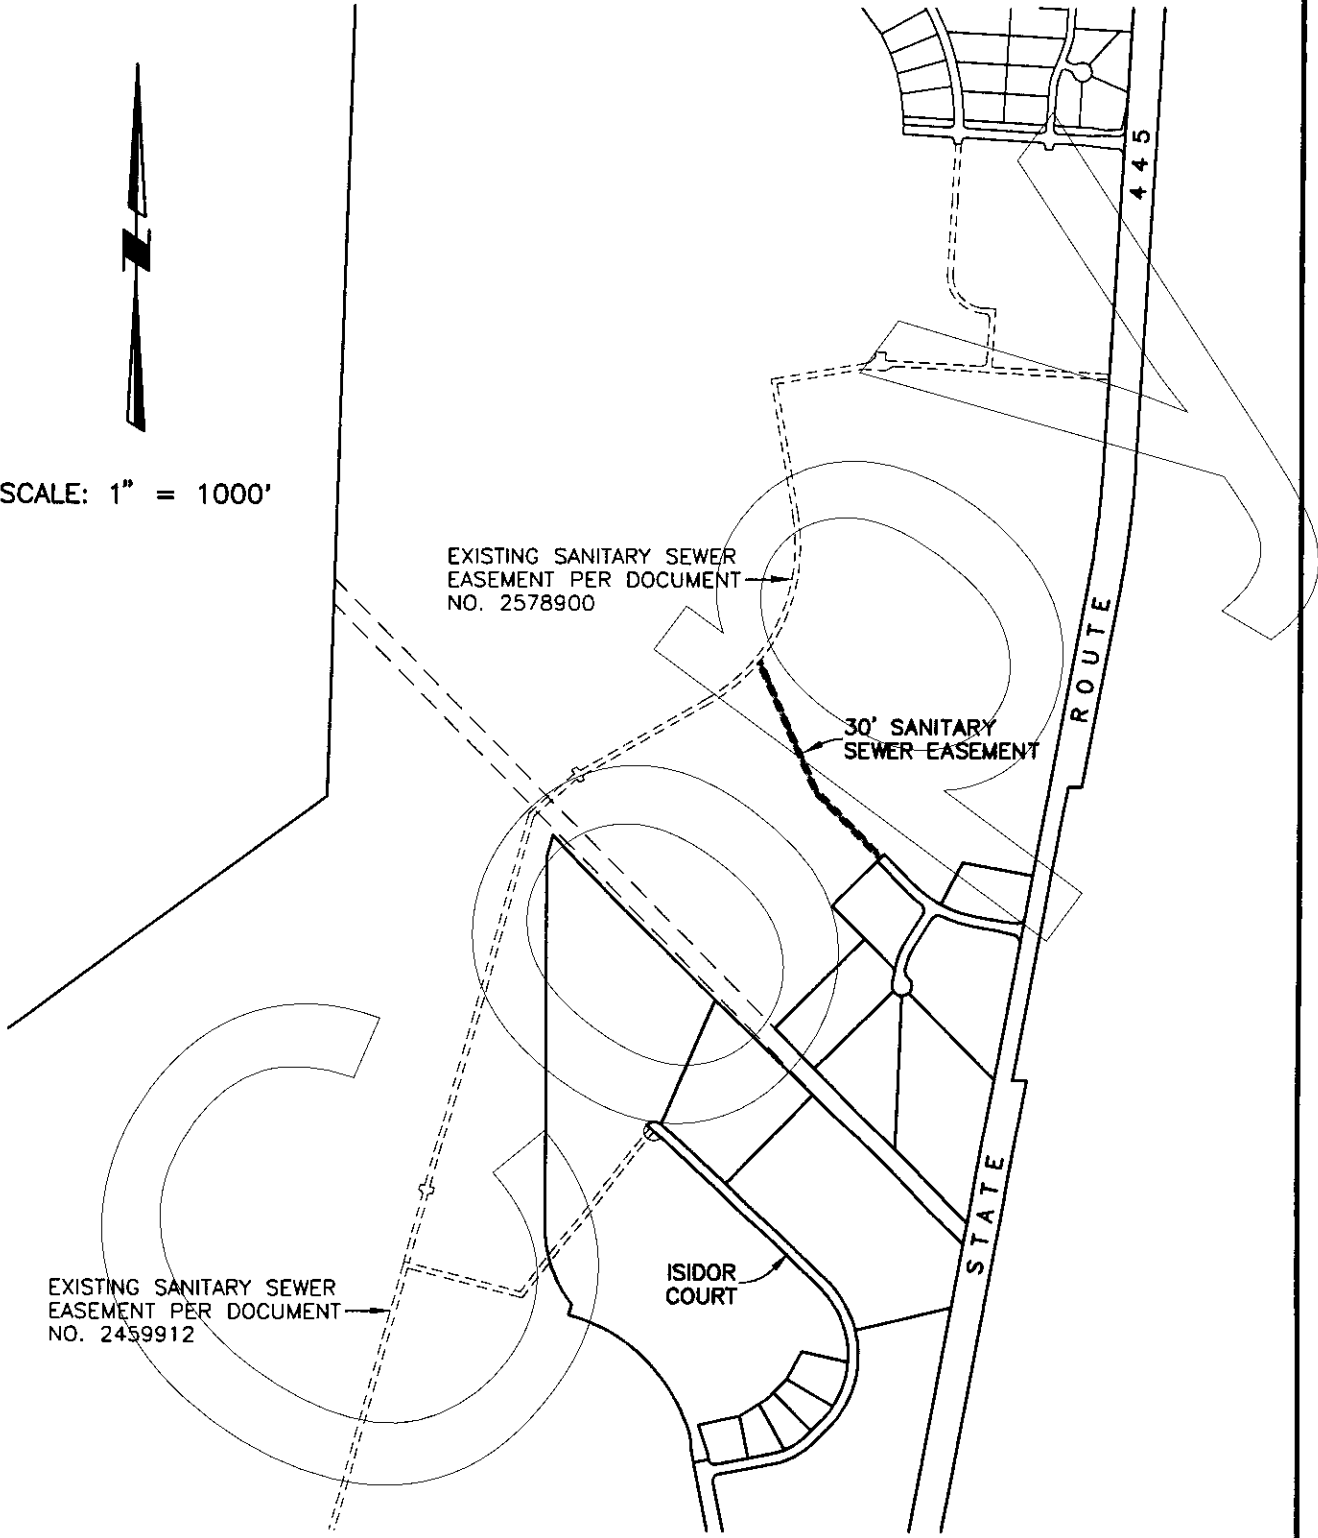 445
SCALE: 1" = 1000'
EXISTING SANITARY SEWER
EASEMENT PER DOCUMENT
NO. 2578900
ROUTE
30' SANITARY
SEWER EASEMENT
STATE
ISIDOR
COURT
EXISTING SANITARY SEWER
EASEMENT PER DOCUMENT
NO. 2459912
Copy